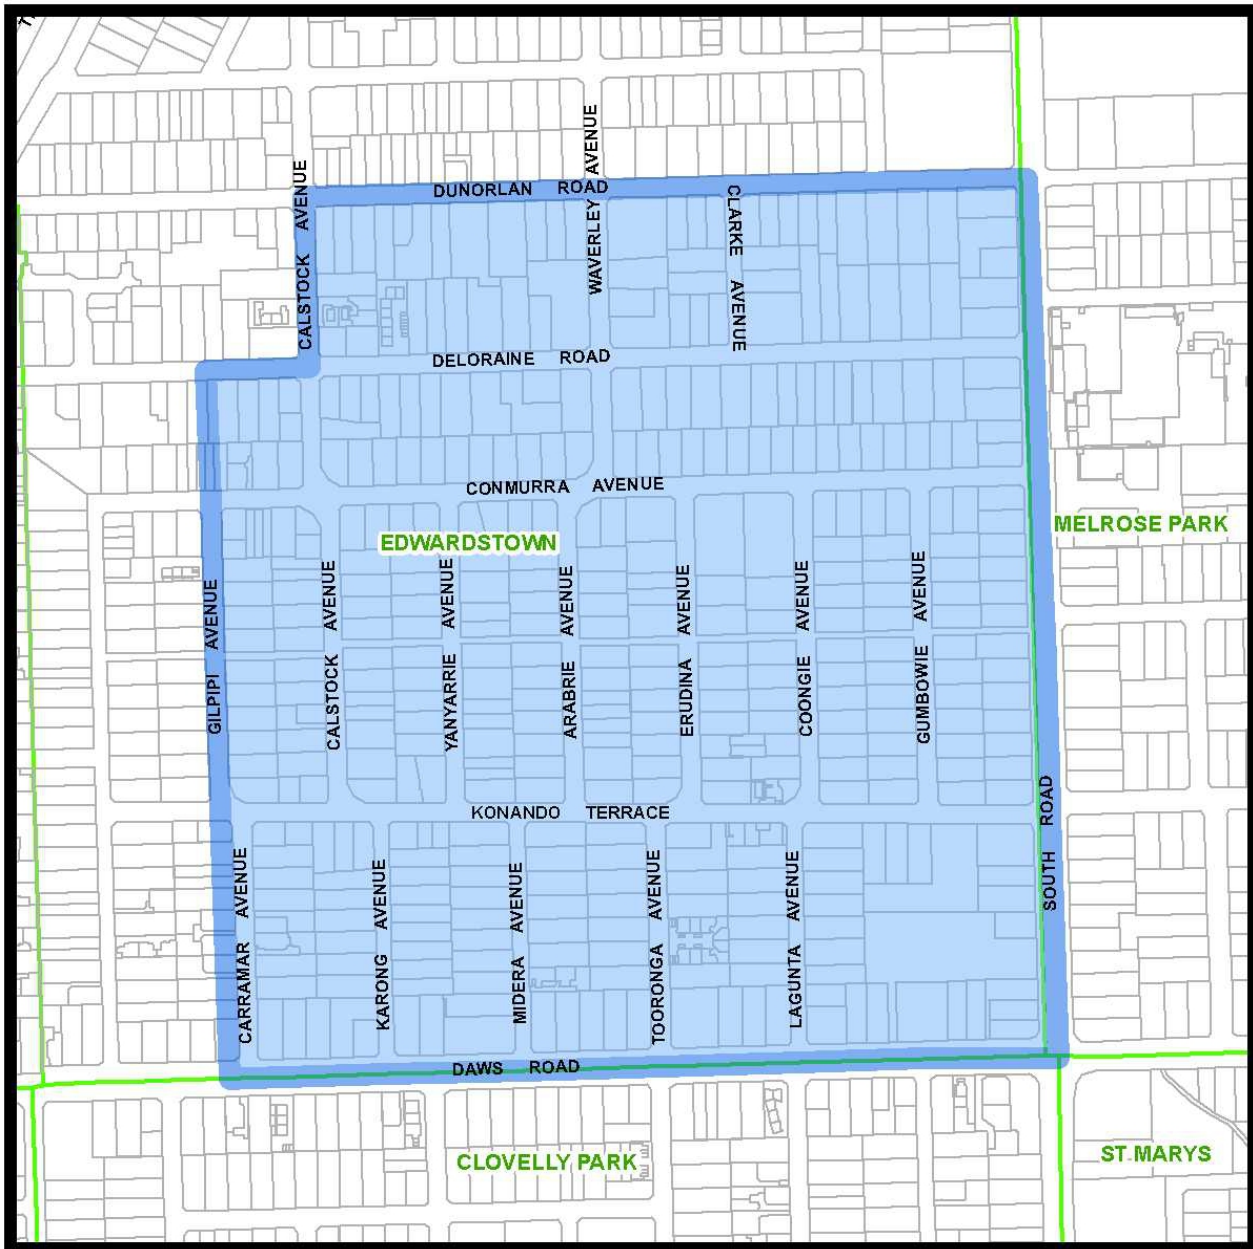 DUNORLAN ROAD
WAVERLEY AVENUE
CLARKE AVENUE
CALSTOCK AVENUE
DELORAINE ROAD
CONMURRA AVENUE
EDWARDSTOWN
MELROSE PARK
GILPIPI AVENUE
CALSTOCK AVENUE
YANYARRIE AVENUE
ARABRIE AVENUE
ERUDINA AVENUE
COONGIE AVENUE
GUMBOWIE AVENUE
KONANDO TERRACE
SOUTH ROAD
CARRAMAR AVENUE
KARONG AVENUE
MIDERA AVENUE
TOORONGA AVENUE
LAGUNTA AVENUE
DAWS ROAD
CLOVELLY PARK
ST MARYS